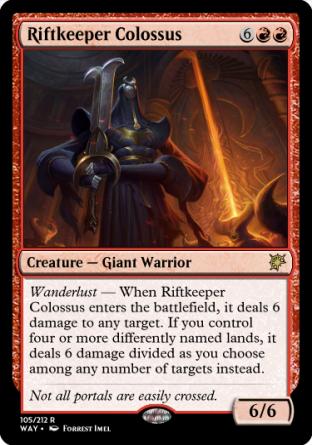 Riftkeeper Colossus 6
Creature — Giant Warrior
Wanderlust — When Riftkeeper
Colossus enters the battlefield, it deals 6
damage to any target. If you control
four or more differently named lands, it
deals 6 damage divided as you choose
among any number of targets instead.
Not all portals are easily crossed.
6/6
105/212 R
WAY • Forrest Imel